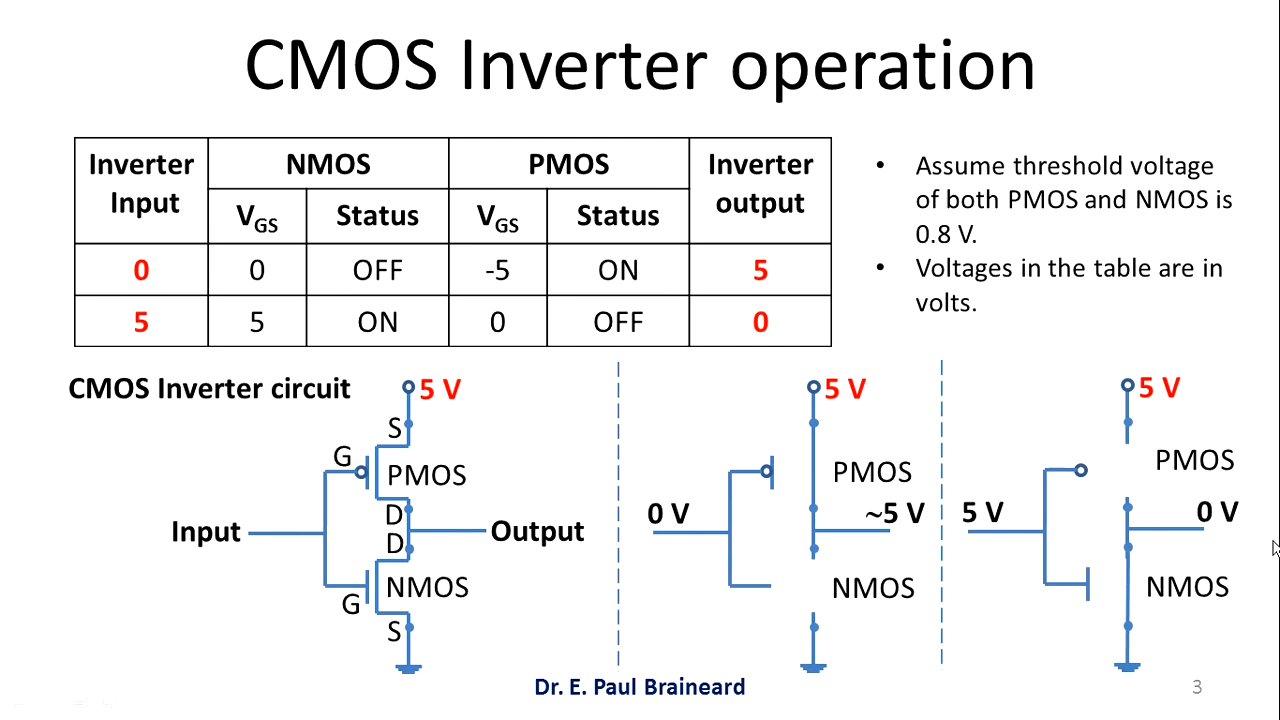 CMOS Inverter operation
Inverter Input NMOS PMOS Inverter output
VGS Status VGS Status
0 0 OFF -5 ON 5
5 5 ON 0 OFF 0
• Assume threshold voltage
of both PMOS and NMOS is
0.8 V.
• Voltages in the table are in
volts.
CMOS Inverter circuit
5 V
S
G
PMOS
D
Input
Output
D
NMOS
G
S
5 V
PMOS
0 V
~5 V
NMOS
5 V
PMOS
5 V
0 V
NMOS
Dr. E. Paul Braineard
3